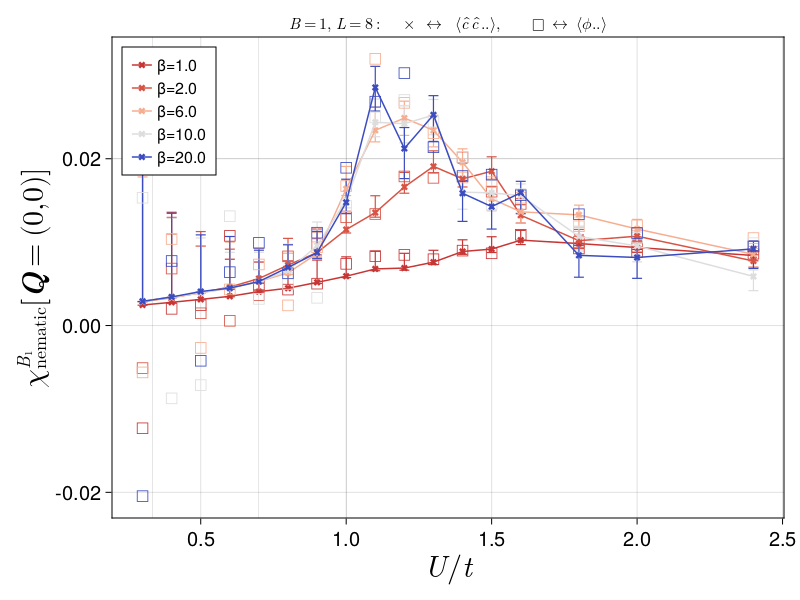 B = 1, L = 8 :   × ↔ ⟨ĉ ĉ ..⟩,   □ ↔ ⟨ϕ..⟩
β=1.0
β=2.0
β=6.0
β=10.0
β=20.0
χ^{B_1}_{nematic}[Q = (0,0)]
0.02
0.00
-0.02
0.5 1.0 1.5 2.0 2.5
U/t